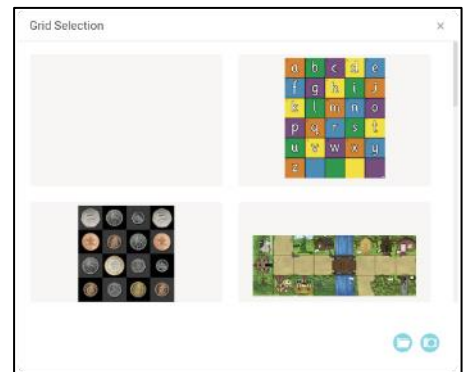 Grid Selection ×
a b c d e
f g h i j
k l m n o
p q r s t
u v w x y
z